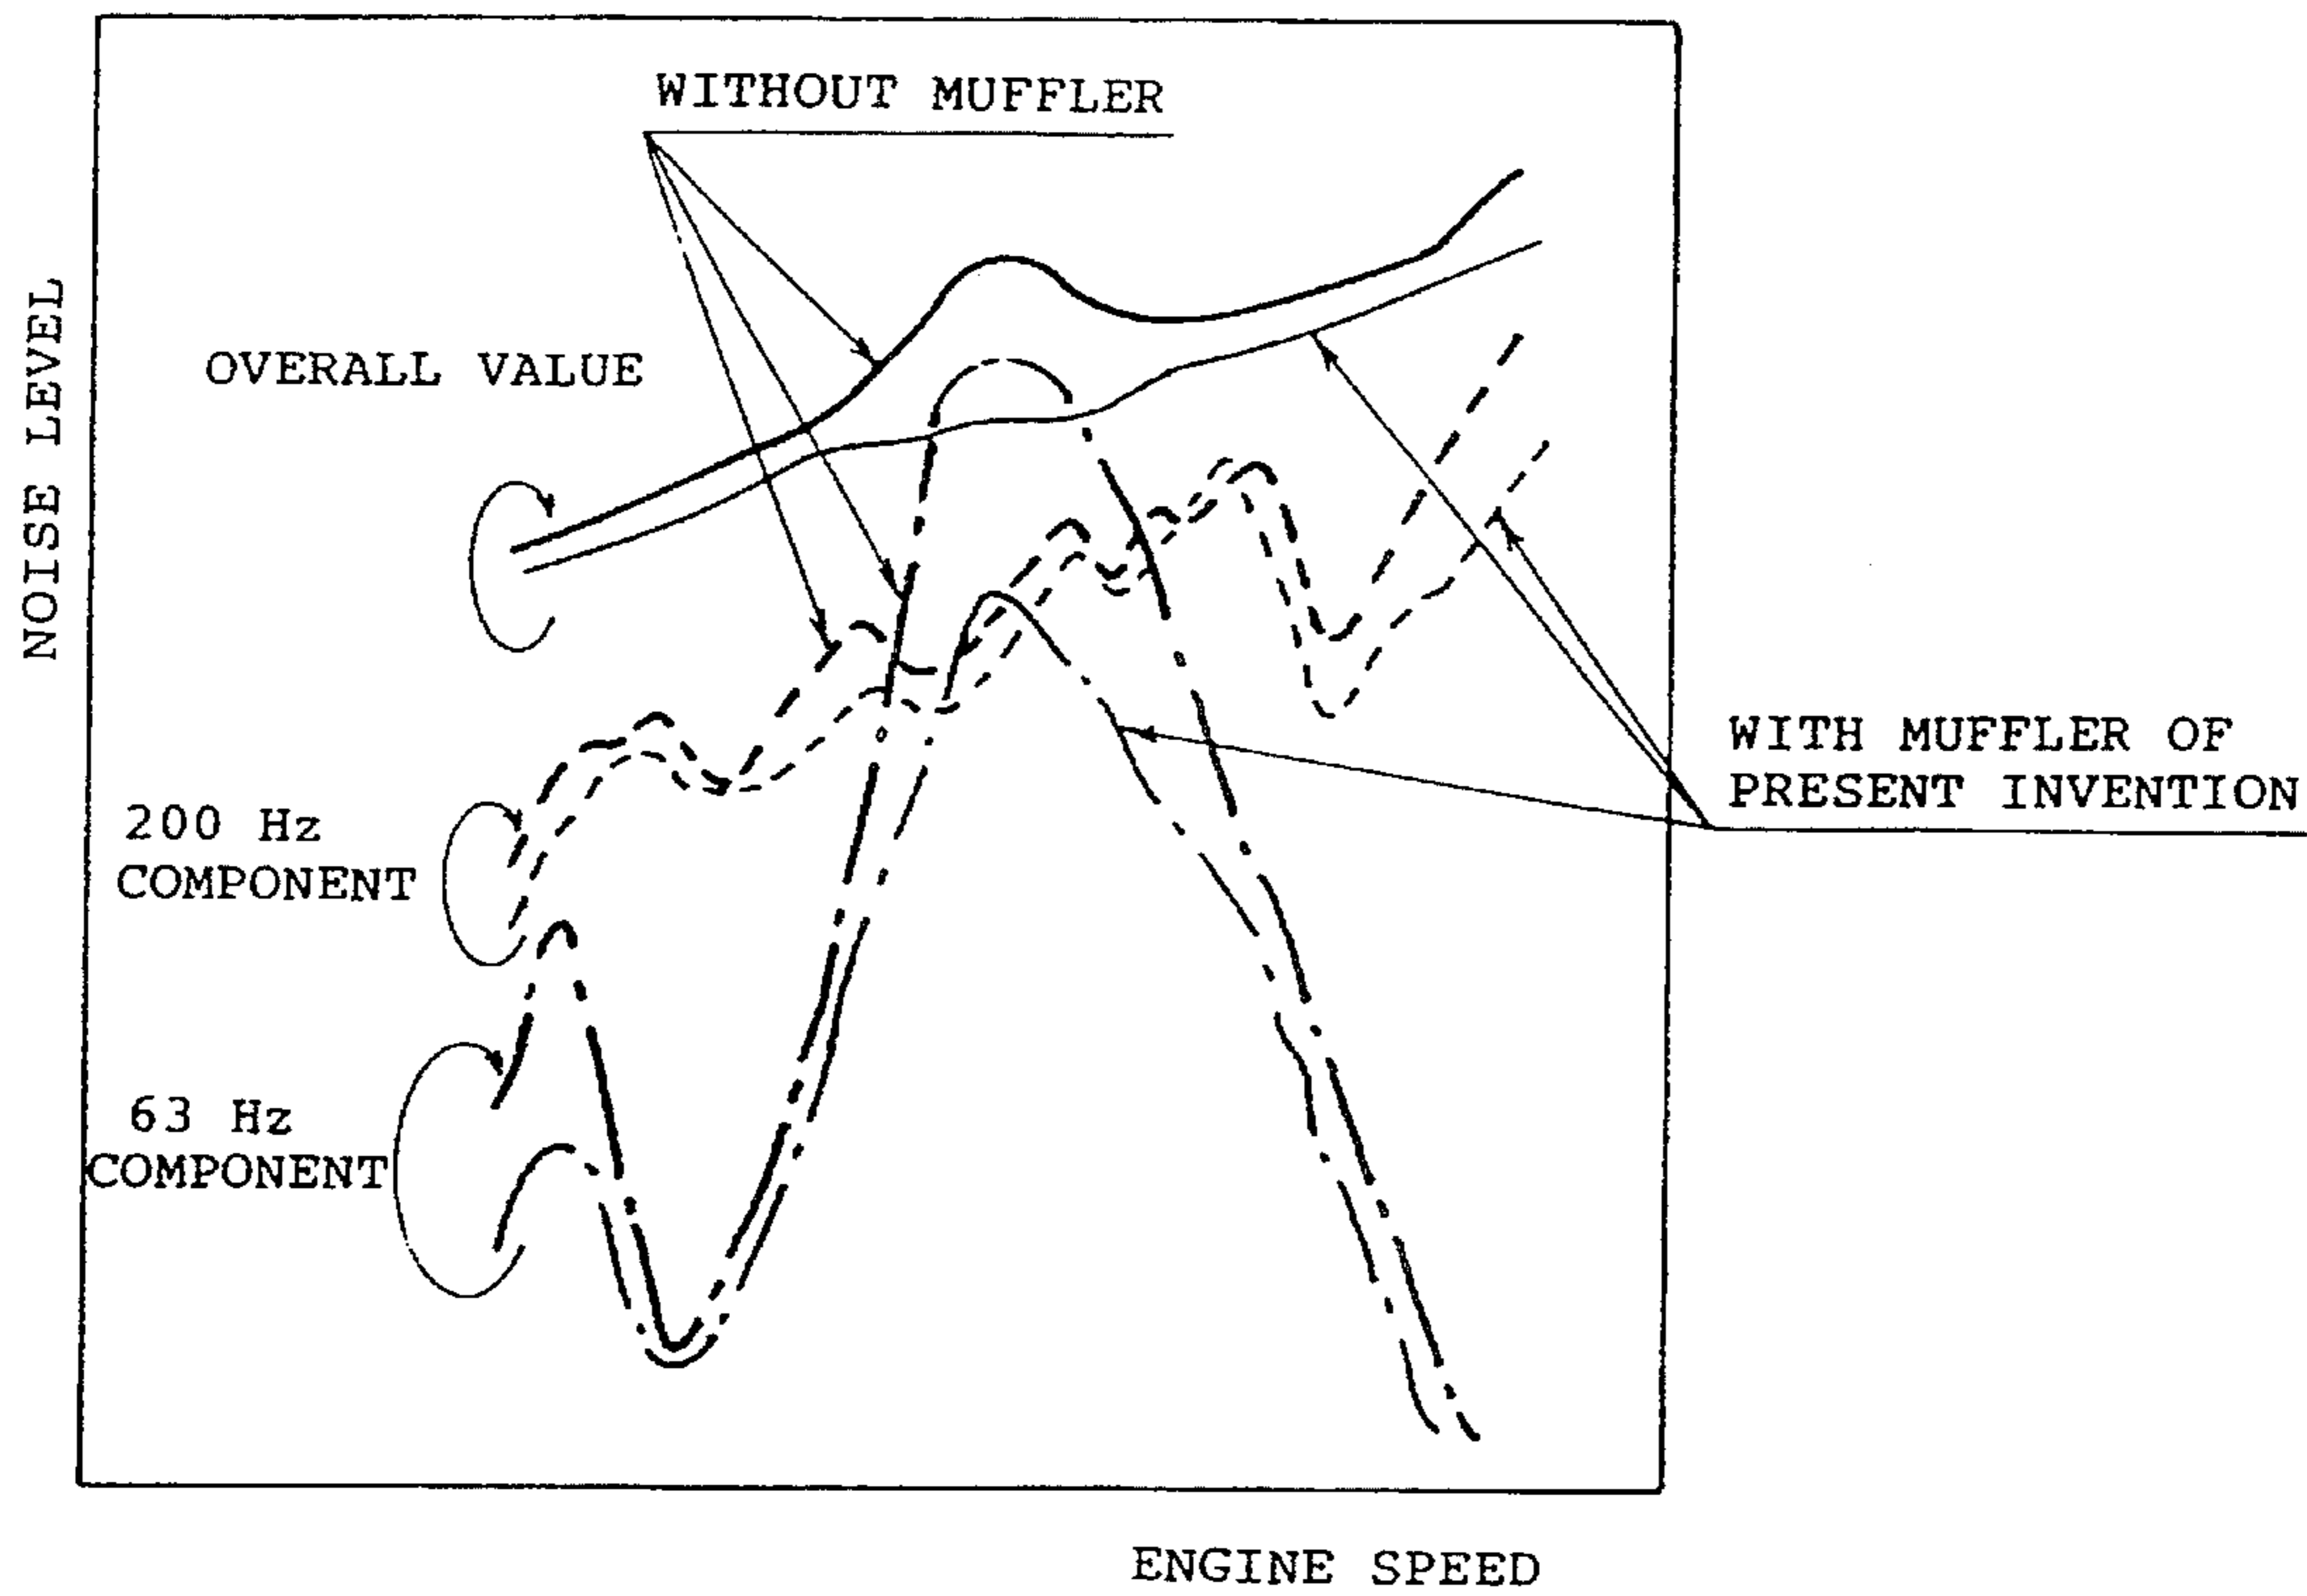 WITHOUT MUFFLER
OVERALL VALUE
NOISE LEVEL
200 Hz
COMPONENT
63 Hz
COMPONENT
WITH MUFFLER OF
PRESENT INVENTION
ENGINE SPEED